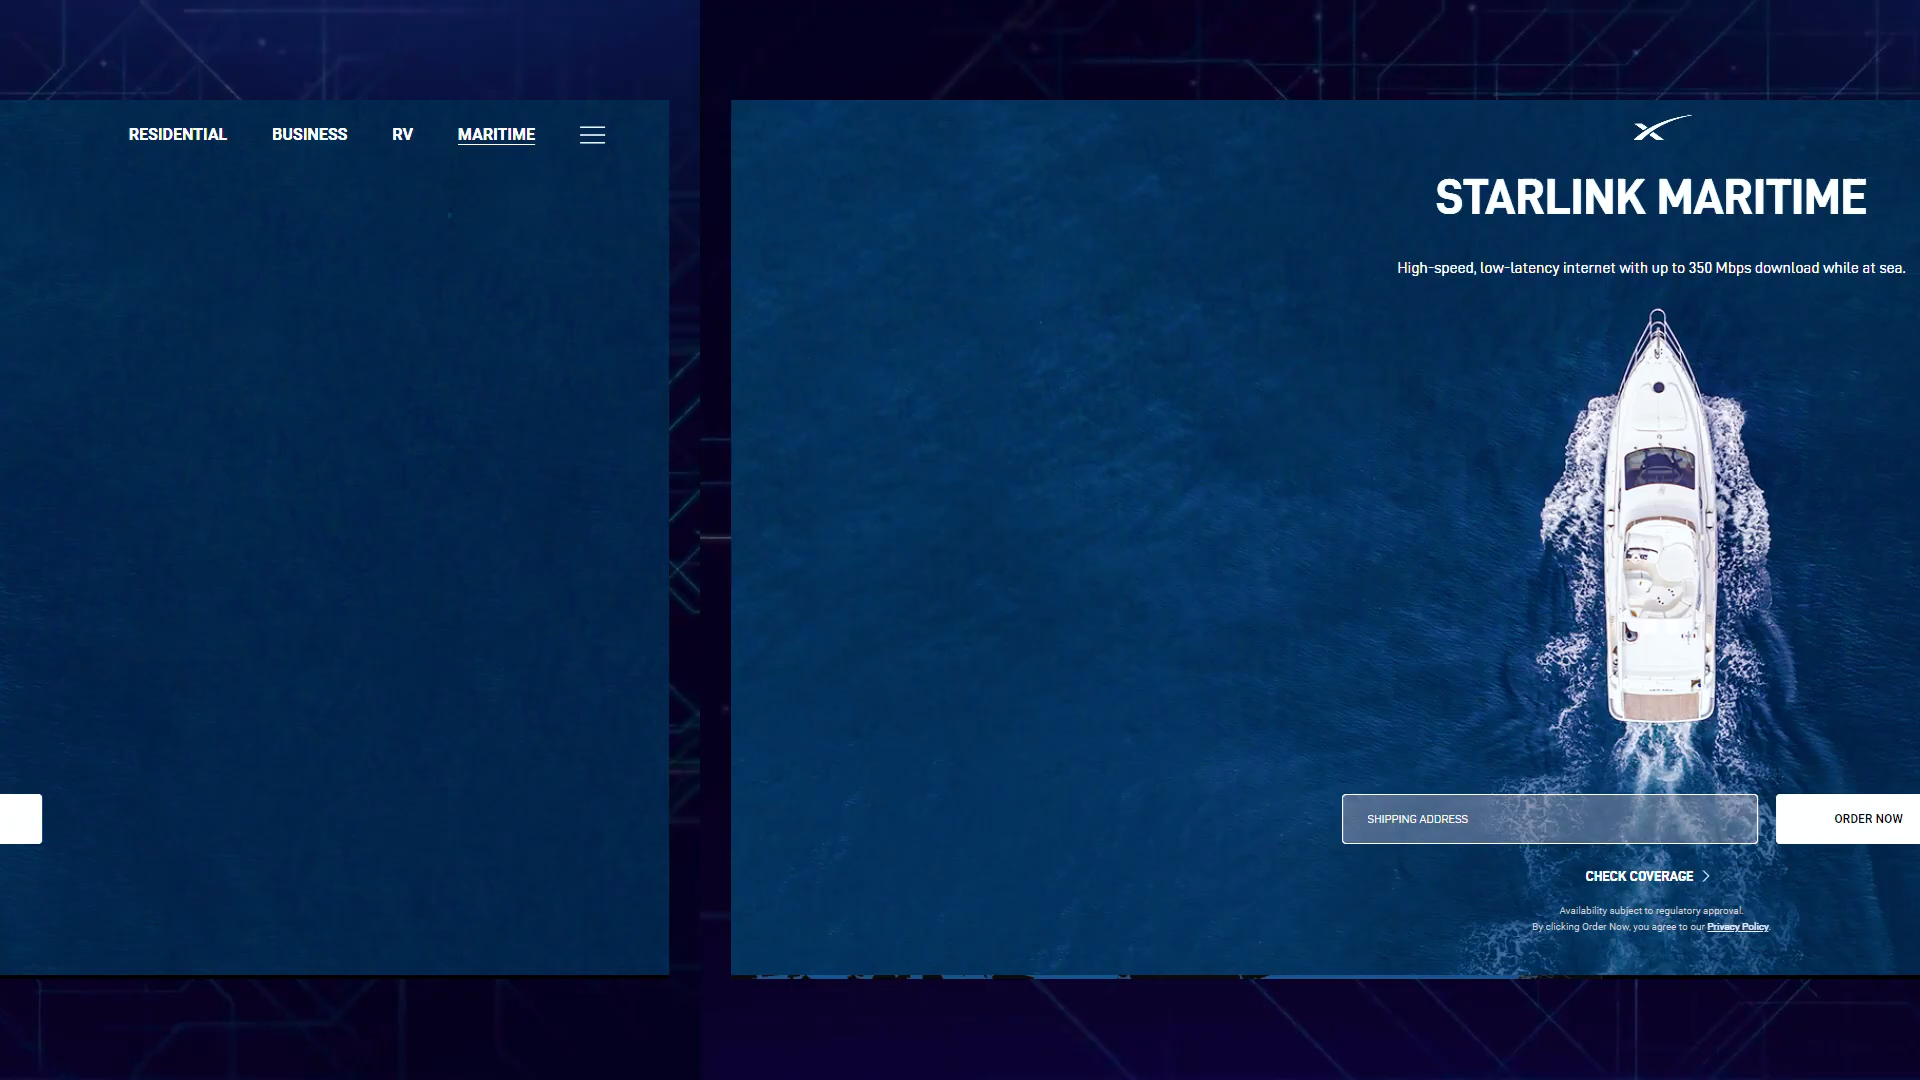 RESIDENTIAL BUSINESS RV MARITIME
STARLINK MARITIME
High-speed, low-latency internet with up to 350 Mbps download while at sea.
SHIPPING ADDRESS
ORDER NOW
CHECK COVERAGE
Availability subject to regulatory approval.
By clicking Order Now, you agree to our Privacy Policy.